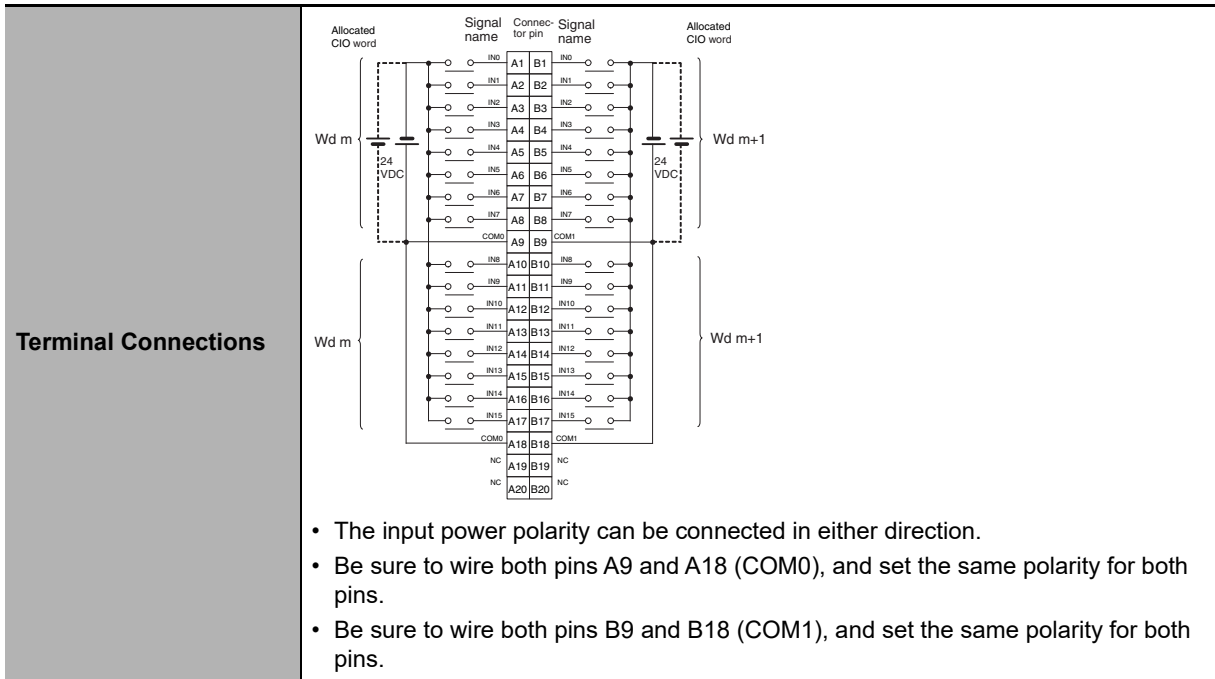 Terminal Connections
Allocated CIO word
Signal name
Connec-tor pin
Signal name
Allocated CIO word
IN0 A1 B1 IN0
IN1 A2 B2 IN1
IN2 A3 B3 IN2
IN3 A4 B4 IN3
Wd m
Wd m+1
IN4 A5 B5 IN4
24 VDC
24 VDC
IN5 A6 B6 IN5
IN6 A7 B7 IN6
IN7 A8 B8 IN7
COM0 A9 B9 COM1
IN8 A10 B10 IN8
IN9 A11 B11 IN9
IN10 A12 B12 IN10
IN11 A13 B13 IN11
Wd m
Wd m+1
IN12 A14 B14 IN12
IN13 A15 B15 IN13
IN14 A16 B16 IN14
IN15 A17 B17 IN15
COM0 A18 B18 COM1
NC A19 B19 NC
NC A20 B20 NC
• The input power polarity can be connected in either direction.
• Be sure to wire both pins A9 and A18 (COM0), and set the same polarity for both
pins.
• Be sure to wire both pins B9 and B18 (COM1), and set the same polarity for both
pins.